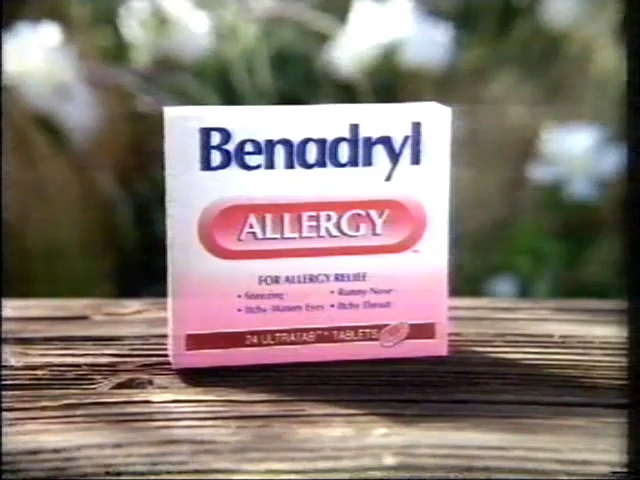 Benadryl
ALLERGY
FOR ALLERGY RELIEF
• Sneezing • Runny Nose
• Itchy Watery Eyes • Itchy Throat
24 ULTRATAB™ TABLETS